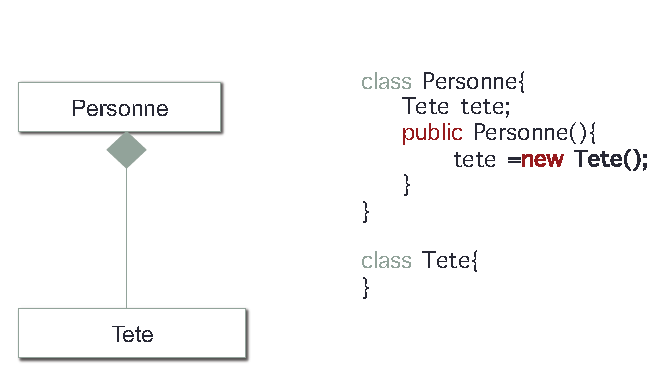 Personne
Tete
class Personne{
Tete tete;
public Personne(){
tete =new Tete();
}
}
class Tete{
}